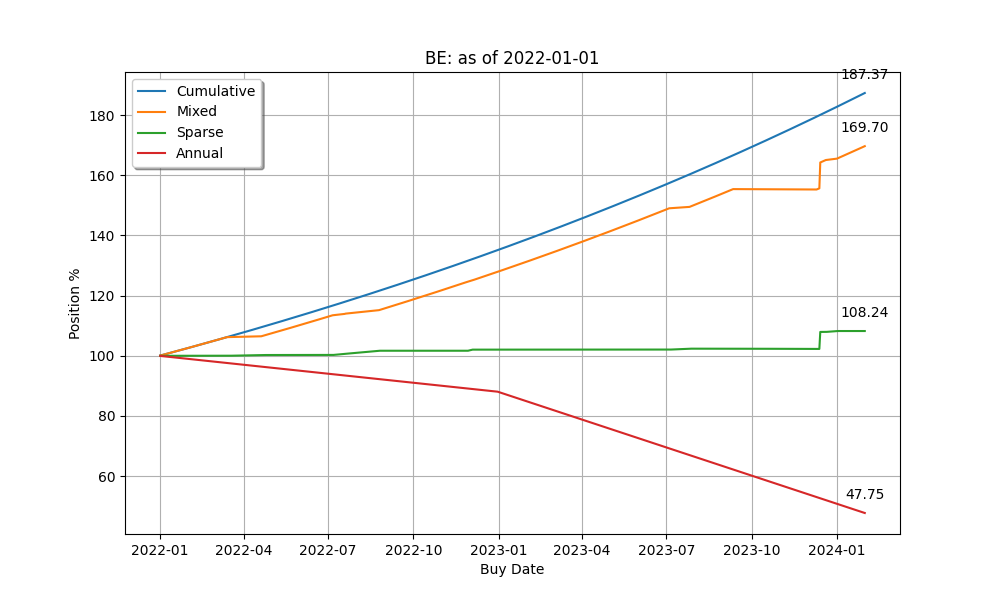 BE: as of 2022-01-01
187.37
Cumulative
Mixed
Sparse
Annual
169.70
108.24
47.75
180
160
140
120
100
80
60
Position %
2022-01 2022-04 2022-07 2022-10 2023-01 2023-04 2023-07 2023-10 2024-01
Buy Date